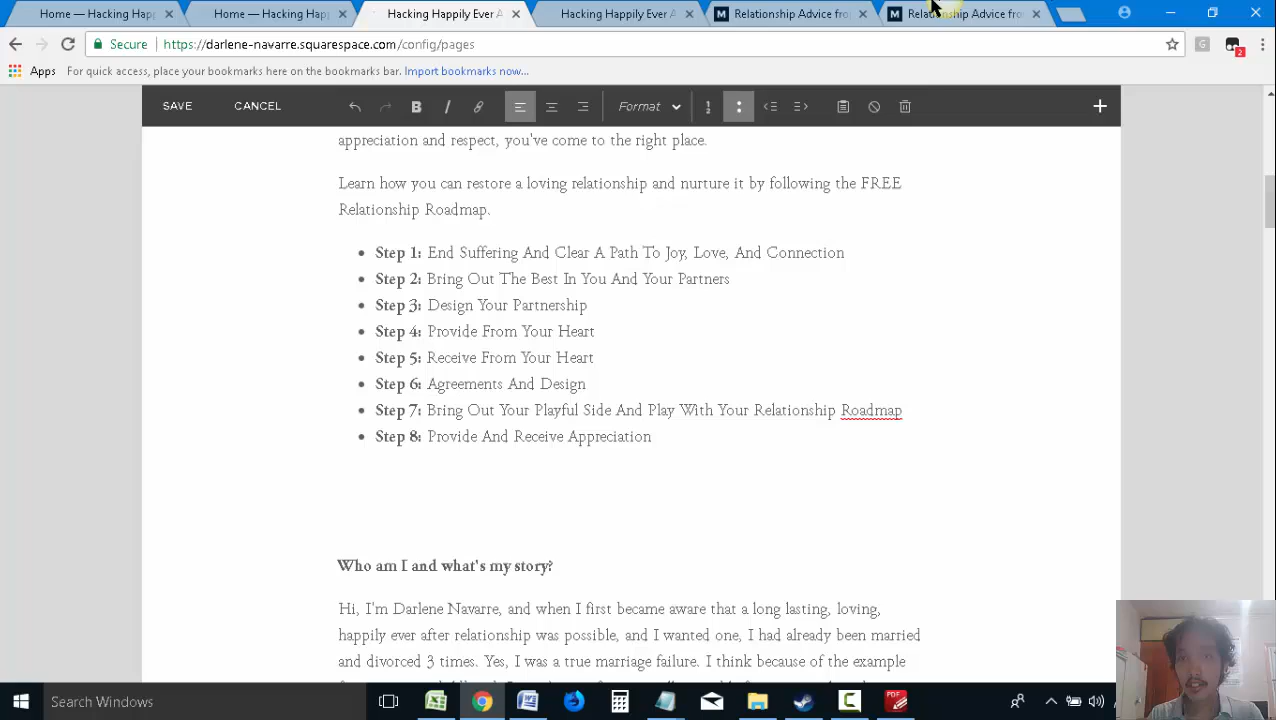 Home — Hacking Happ
Home — Hacking Happ
Hacking Happily Ever A
Hacking Happily Ever A
Relationship Advice fro
Relationship Advice fro
Secure
https://darlene-navarre.squarespace.com/config/pages
G
2
Apps
For quick access, place your bookmarks here on the bookmarks bar. Import bookmarks now...
SAVE
CANCEL
B
I
Format
appreciation and respect, you've come to the right place.
Learn how you can restore a loving relationship and nurture it by following the FREE
Relationship Roadmap.
• Step 1: End Suffering And Clear A Path To Joy, Love, And Connection
• Step 2: Bring Out The Best In You And Your Partners
• Step 3: Design Your Partnership
• Step 4: Provide From Your Heart
• Step 5: Receive From Your Heart
• Step 6: Agreements And Design
• Step 7: Bring Out Your Playful Side And Play With Your Relationship Roadmap
• Step 8: Provide And Receive Appreciation
Who am I and what's my story?
Hi, I'm Darlene Navarre, and when I first became aware that a long lasting, loving,
happily ever after relationship was possible, and I wanted one, I had already been married
and divorced 3 times. Yes, I was a true marriage failure. I think because of the example
Search Windows